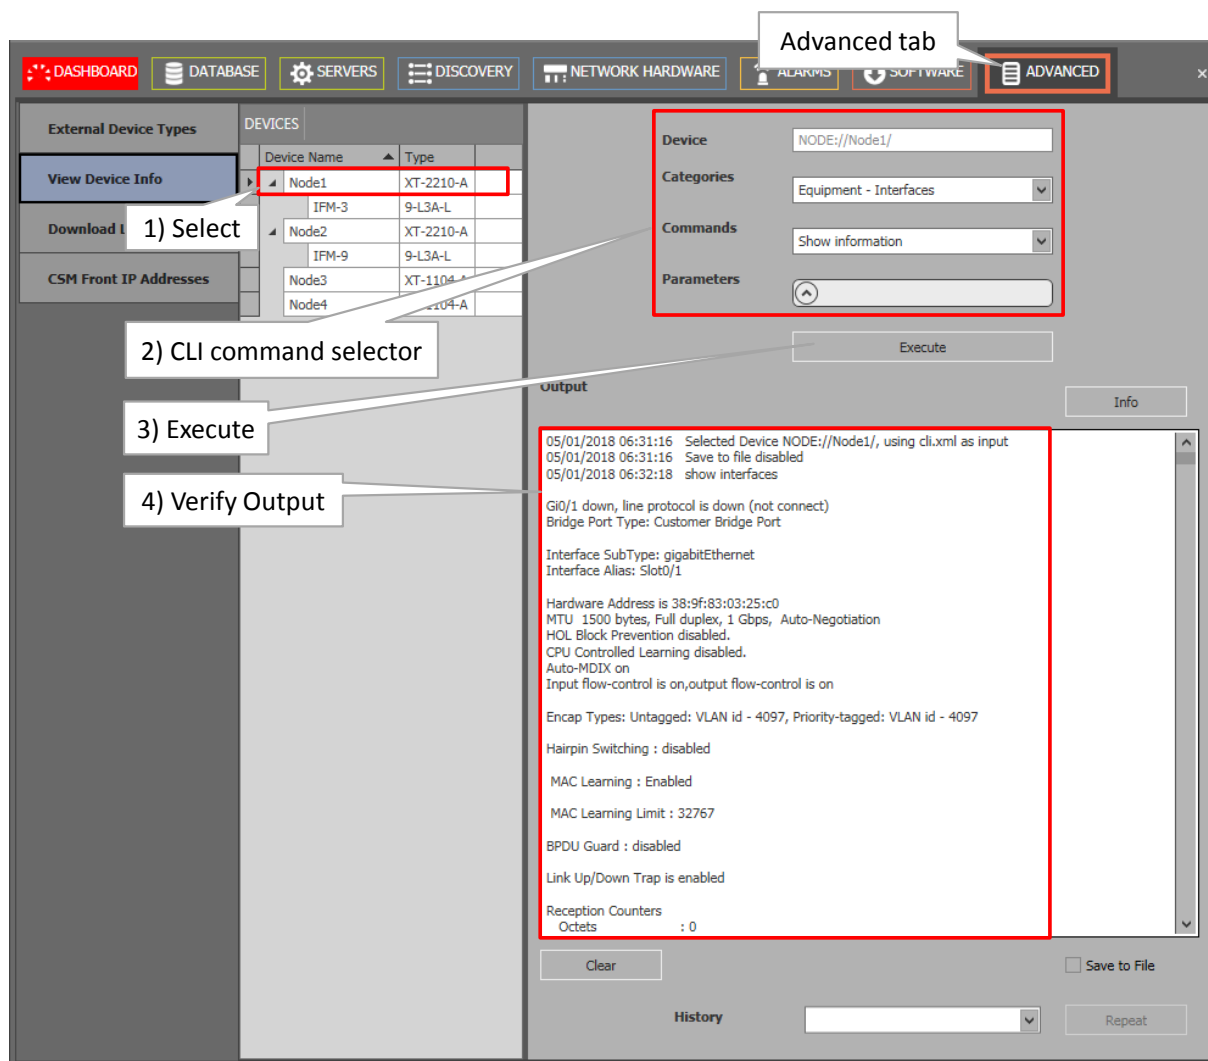 Advanced tab
DASHBOARD DATABASE SERVERS DISCOVERY NETWORK HARDWARE ALARMS SOFTWARE ADVANCED ×
External Device Types
View Device Info
Download
CSM Front IP Addresses
DEVICES
Device Name Type
Node1 XT-2210-A
IFM-3 9-L3A-L
Node2 XT-2210-A
IFM-9 9-L3A-L
Node3 XT-1104-A
Node4 1104-A
1) Select
2) CLI command selector
3) Execute
4) Verify Output
Device NODE://Node1/
Categories Equipment - Interfaces
Commands Show information
Parameters
Execute
Output
Info
05/01/2018 06:31:16 Selected Device NODE://Node1/, using cli.xml as input
05/01/2018 06:31:16 Save to file disabled
05/01/2018 06:32:18 show interfaces
Gi0/1 down, line protocol is down (not connect)
Bridge Port Type: Customer Bridge Port
Interface SubType: gigabitEthernet
Interface Alias: Slot0/1
Hardware Address is 38:9f:83:03:25:c0
MTU 1500 bytes, Full duplex, 1 Gbps, Auto-Negotiation
HOL Block Prevention disabled.
CPU Controlled Learning disabled.
Auto-MDIX on
Input flow-control is on,output flow-control is on
Encap Types: Untagged: VLAN id - 4097, Priority-tagged: VLAN id - 4097
Hairpin Switching : disabled
MAC Learning : Enabled
MAC Learning Limit : 32767
BPDU Guard : disabled
Link Up/Down Trap is enabled
Reception Counters
Octets : 0
Clear
Save to File
History
Repeat